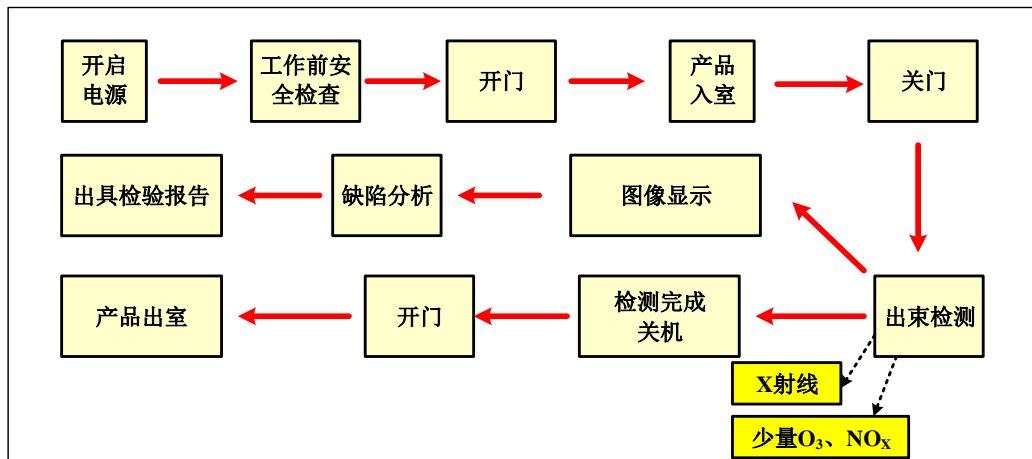 开启
电源
工作前安
全检查
开门
产品
入室
关门
出具检验报告
缺陷分析
图像显示
产品出室
开门
检测完成
关机
出束检测
X射线
少量O₃、NOX